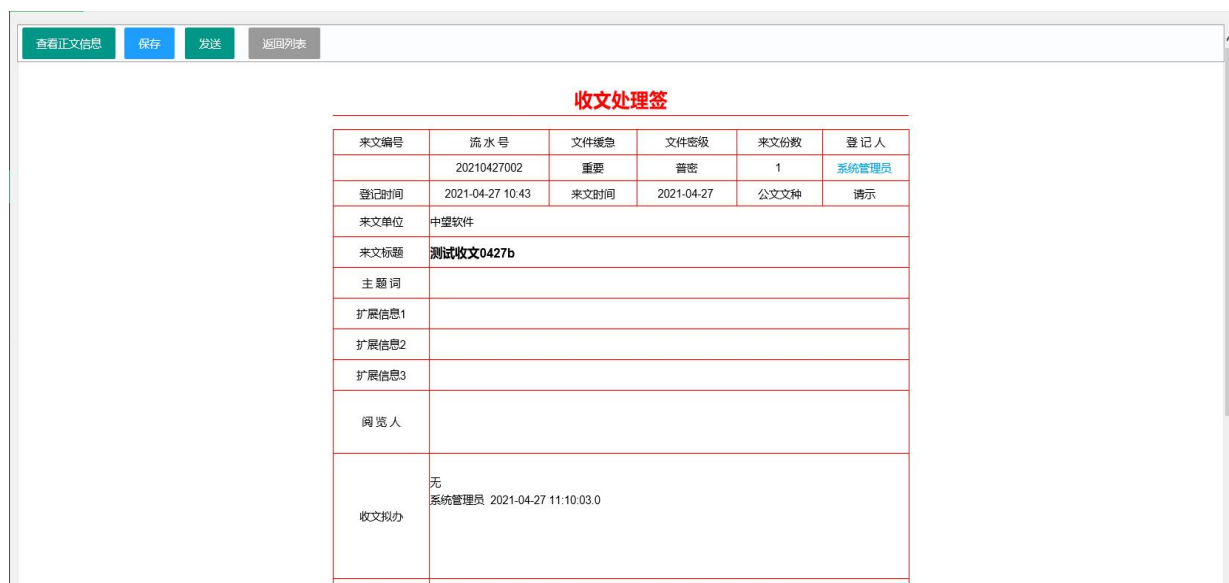 查看正文信息 保存 发送 返回列表
收文处理签
来文编号 流水号 文件缓急 文件密级 来文份数 登记人
20210427002 重要 普密 1 系统管理员
登记时间 2021-04-27 10:43 来文时间 2021-04-27 公文文种 请示
来文单位 中望软件
来文标题 测试收文0427b
主题词
扩展信息1
扩展信息2
扩展信息3
阅览人
无
系统管理员 2021-04-27 11:10:03.0
收文拟办